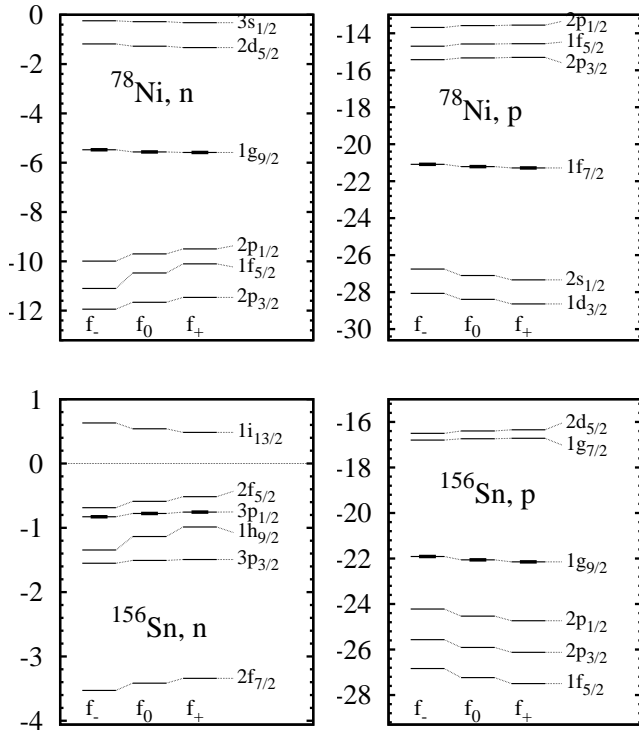 0
-2
-4
-6
-8
-10
-12
3s1/2
2d5/2
78Ni, n
1g9/2
2p1/2
1f5/2
2p3/2
f- f0 f+
-14
-16
-18
-20
-22
-24
-26
-28
-30
2p1/2
1f5/2
2p3/2
78Ni, p
1f7/2
2s1/2
1d3/2
f- f0 f+
1
0
-1
-2
-3
-4
1i13/2
2f5/2
3p1/2
1h9/2
3p3/2
156Sn, n
2f7/2
f- f0 f+
-16
-18
-20
-22
-24
-26
-28
2d5/2
1g7/2
156Sn, p
1g9/2
2p1/2
2p3/2
1f5/2
f- f0 f+